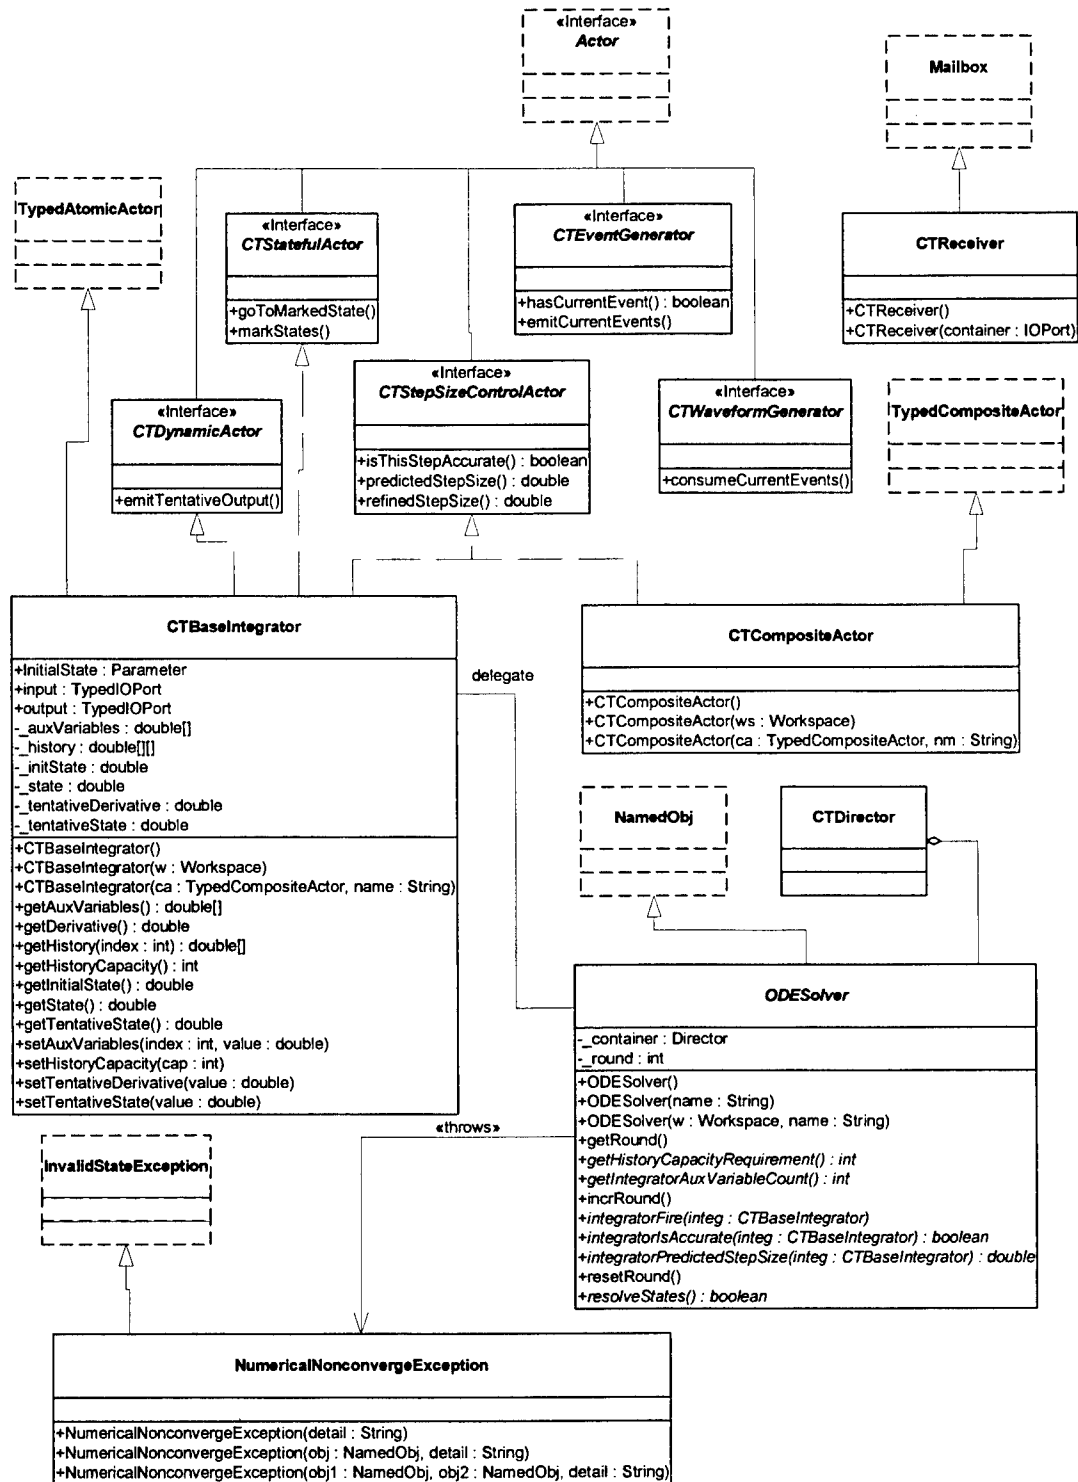 «Interface»
Actor
Mailbox
TypedAtomicActor
«Interface»
CTStatefulActor
+goToMarkedState()
+markStates()
«Interface»
CTEventGenerator
+hasCurrentEvent() : boolean
+emitCurrentEvents()
CTReceiver
+CTReceiver()
+CTReceiver(container : IOPort)
«Interface»
CTDynamicActor
+emitTentativeOutput()
«Interface»
CTStepSizeControlActor
+isThisStepAccurate() : boolean
+predictedStepSize() : double
+refinedStepSize() : double
«Interface»
CTWaveformGenerator
+consumeCurrentEvents()
TypedCompositeActor
CTBaseIntegrator
+InitialState : Parameter
+input : TypedIOPort
+output : TypedIOPort
-_auxVariables : double[]
-_history : double[][]
-_initState : double
-_state : double
-_tentativeDerivative : double
-_tentativeState : double
+CTBaseIntegrator()
+CTBaseIntegrator(w : Workspace)
+CTBaseIntegrator(ca : TypedCompositeActor, name : String)
+getAuxVariables() : double[]
+getDerivative() : double
+getHistory(index : int) : double[]
+getHistoryCapacity() : int
+getInitialState() : double
+getState() : double
+getTentativeState() : double
+setAuxVariables(index : int, value : double)
+setHistoryCapacity(cap : int)
+setTentativeDerivative(value : double)
+setTentativeState(value : double)
delegate
CTCompositeActor
+CTCompositeActor()
+CTCompositeActor(ws : Workspace)
+CTCompositeActor(ca : TypedCompositeActor, nm : String)
NamedObj
CTDirector
ODESolver
-_container : Director
-_round : int
+ODESolver()
+ODESolver(name : String)
+ODESolver(w : Workspace, name : String)
+getRound()
+getHistoryCapacityRequirement() : int
+getIntegratorAuxVariableCount() : int
+incrRound()
+integratorFire(integ : CTBaseIntegrator)
+integratorIsAccurate(integ : CTBaseIntegrator) : boolean
+integratorPredictedStepSize(integ : CTBaseIntegrator) : double
+resetRound()
+resolveStates() : boolean
«throws»
InvalidStateException
NumericalNonconvergeException
+NumericalNonconvergeException(detail : String)
+NumericalNonconvergeException(obj : NamedObj, detail : String)
+NumericalNonconvergeException(obj1 : NamedObj, obj2 : NamedObj, detail : String)